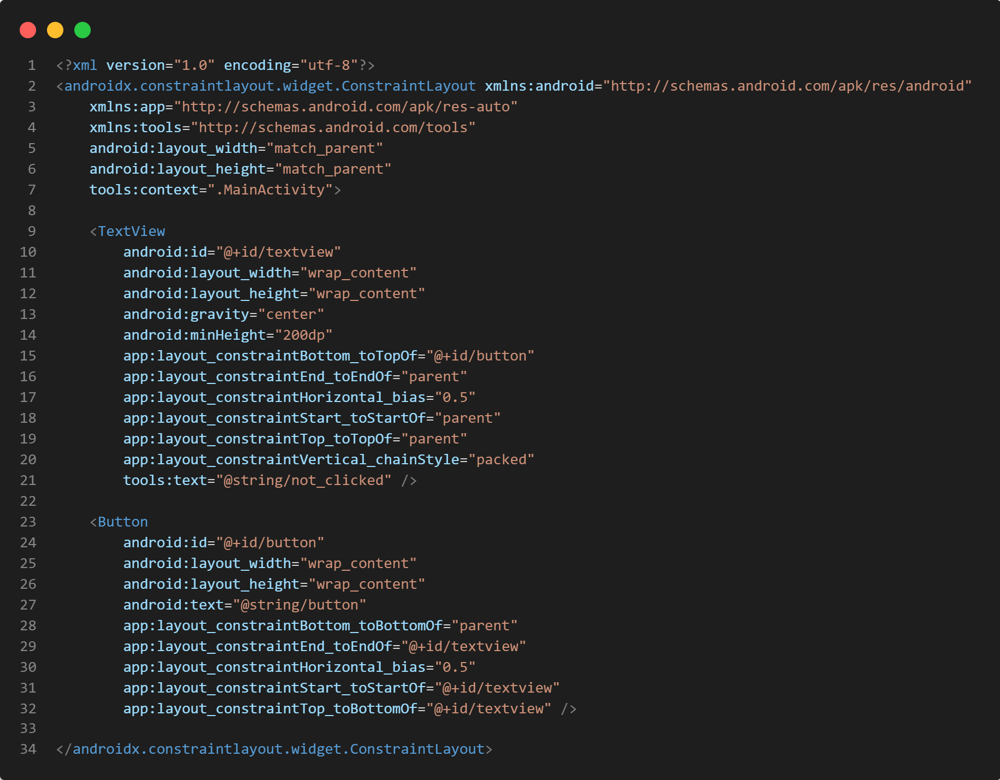 1 <?xml version="1.0" encoding="utf-8"?>
2 <androidx.constraintlayout.widget.ConstraintLayout xmlns:android="http://schemas.android.com/apk/res/android"
3     xmlns:app="http://schemas.android.com/apk/res-auto"
4     xmlns:tools="http://schemas.android.com/tools"
5     android:layout_width="match_parent"
6     android:layout_height="match_parent"
7     tools:context=".MainActivity">
8
9     <TextView
10         android:id="@+id/textview"
11         android:layout_width="wrap_content"
12         android:layout_height="wrap_content"
13         android:gravity="center"
14         android:minHeight="200dp"
15         app:layout_constraintBottom_toTopOf="@+id/button"
16         app:layout_constraintEnd_toEndOf="parent"
17         app:layout_constraintHorizontal_bias="0.5"
18         app:layout_constraintStart_toStartOf="parent"
19         app:layout_constraintTop_toTopOf="parent"
20         app:layout_constraintVertical_chainStyle="packed"
21         tools:text="@string/not_clicked" />
22
23     <Button
24         android:id="@+id/button"
25         android:layout_width="wrap_content"
26         android:layout_height="wrap_content"
27         android:text="@string/button"
28         app:layout_constraintBottom_toBottomOf="parent"
29         app:layout_constraintEnd_toEndOf="@+id/textview"
30         app:layout_constraintHorizontal_bias="0.5"
31         app:layout_constraintStart_toStartOf="@+id/textview"
32         app:layout_constraintTop_toBottomOf="@+id/textview" />
33
34 </androidx.constraintlayout.widget.ConstraintLayout>